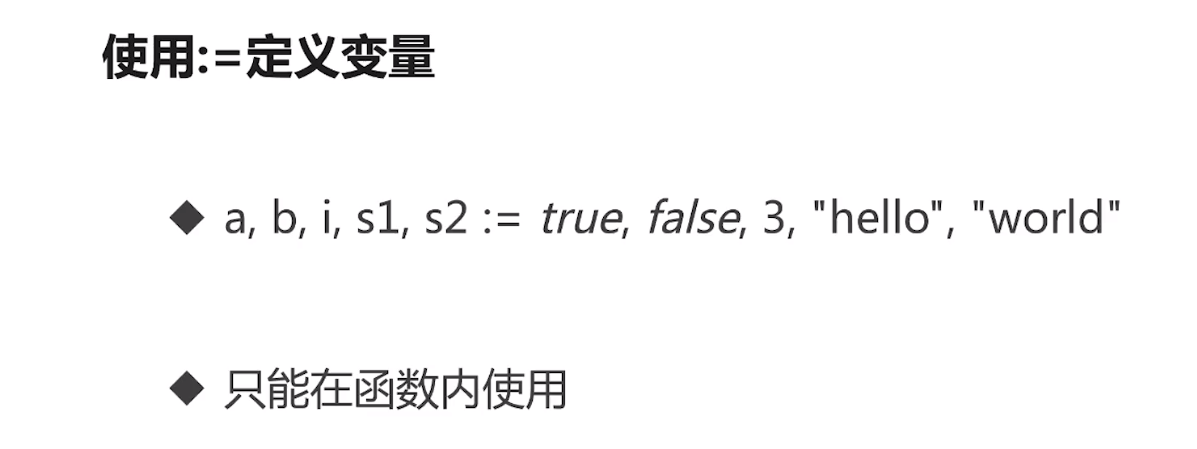 使用:=定义变量
◆ a, b, i, s1, s2 := true, false, 3, "hello", "world"
◆ 只能在函数内使用